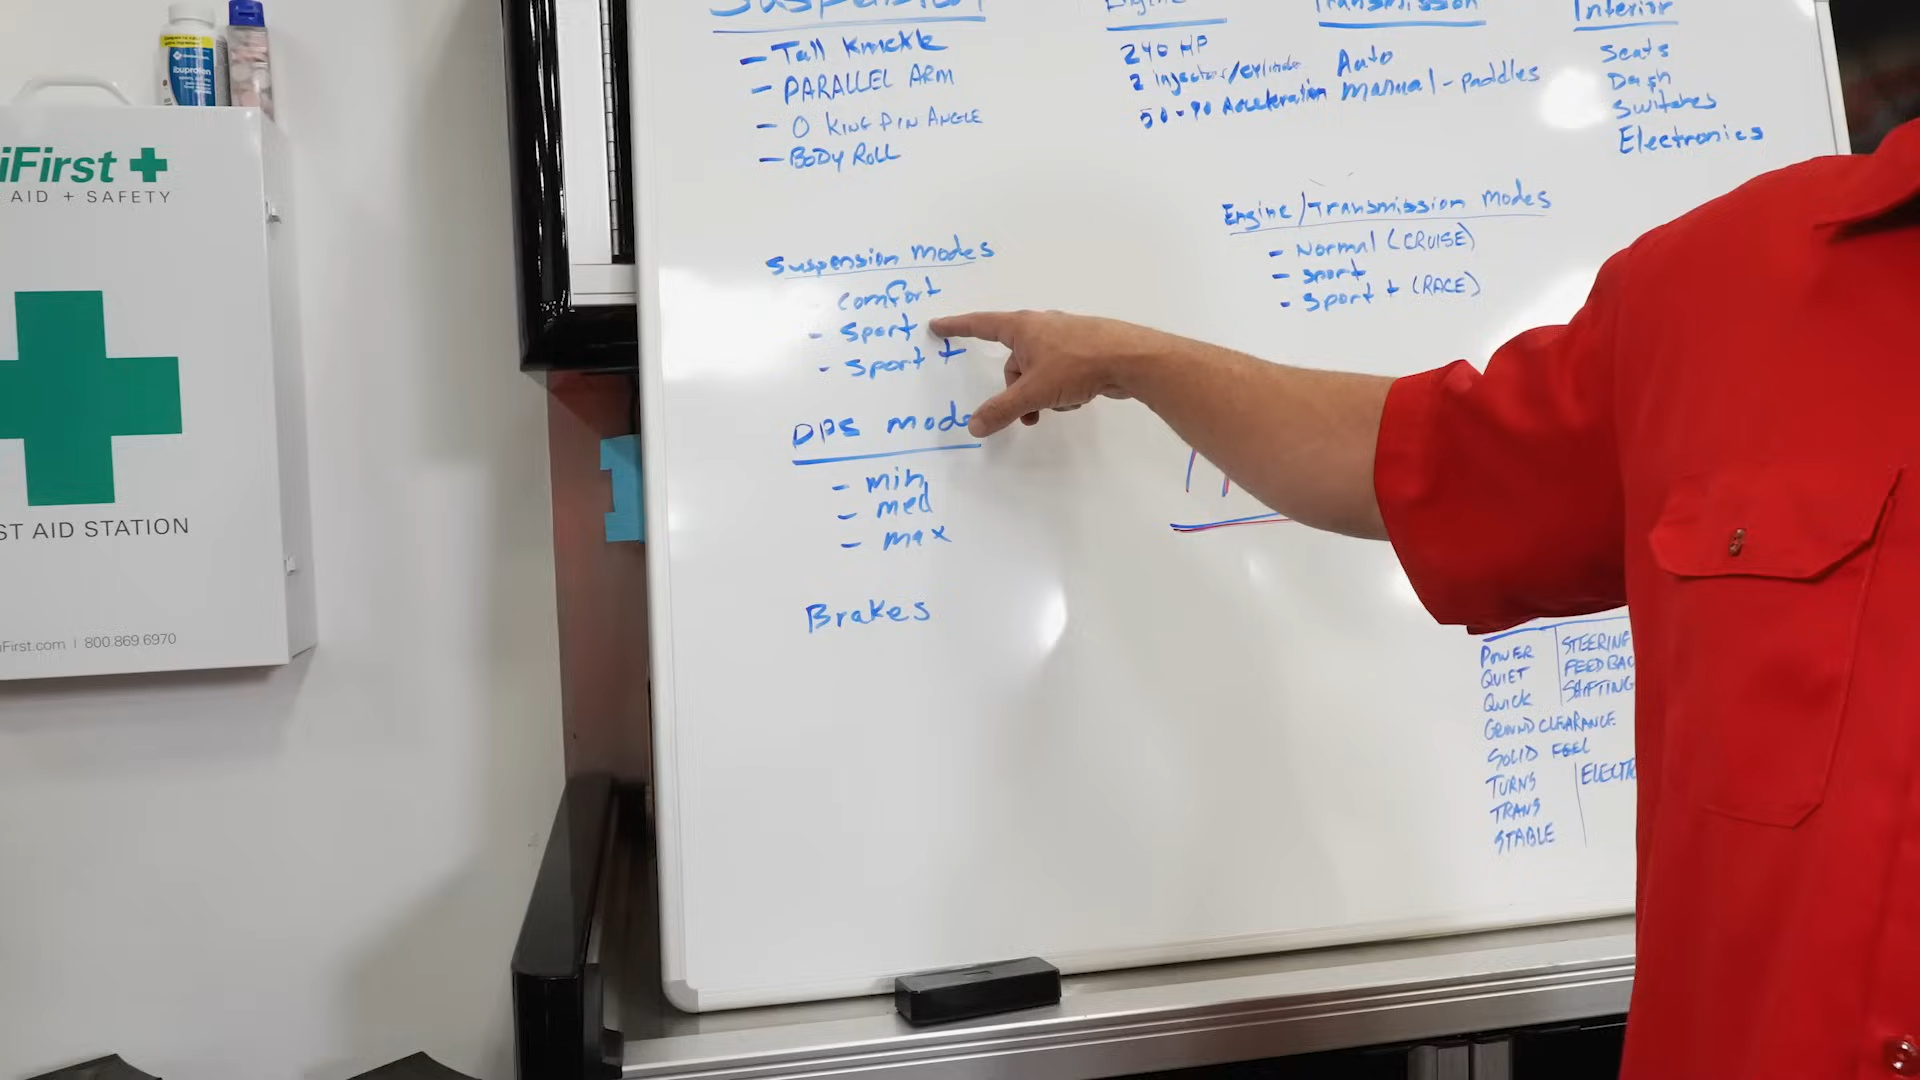 ibuprofen
iFirst
AID + SAFETY
ST AID STATION
iFirst.com | 800.869.6970
Suspension
- Tall Knuckle
- PARALLEL ARM
- O KING PIN ANGLE
- BODY ROLL
Engine
240 HP
2 injectors/cylinder
50-90 Acceleration
Transmission
Auto
manual - paddles
Interior
Seats
Dash
Switches
Electronics
Suspension modes
comfort
- Sport
- Sport +
Engine/Transmission modes
- Normal (CRUISE)
- Sport
- Sport + (RACE)
DPS mode
- min
- med
- max
Brakes
POWER
QUIET
QUICK
GROUND CLEARANCE
SOLID FEEL
TURNS
TRANS
STABLE
STEERING
FEEDBAC
SHIFTING
ELECTR